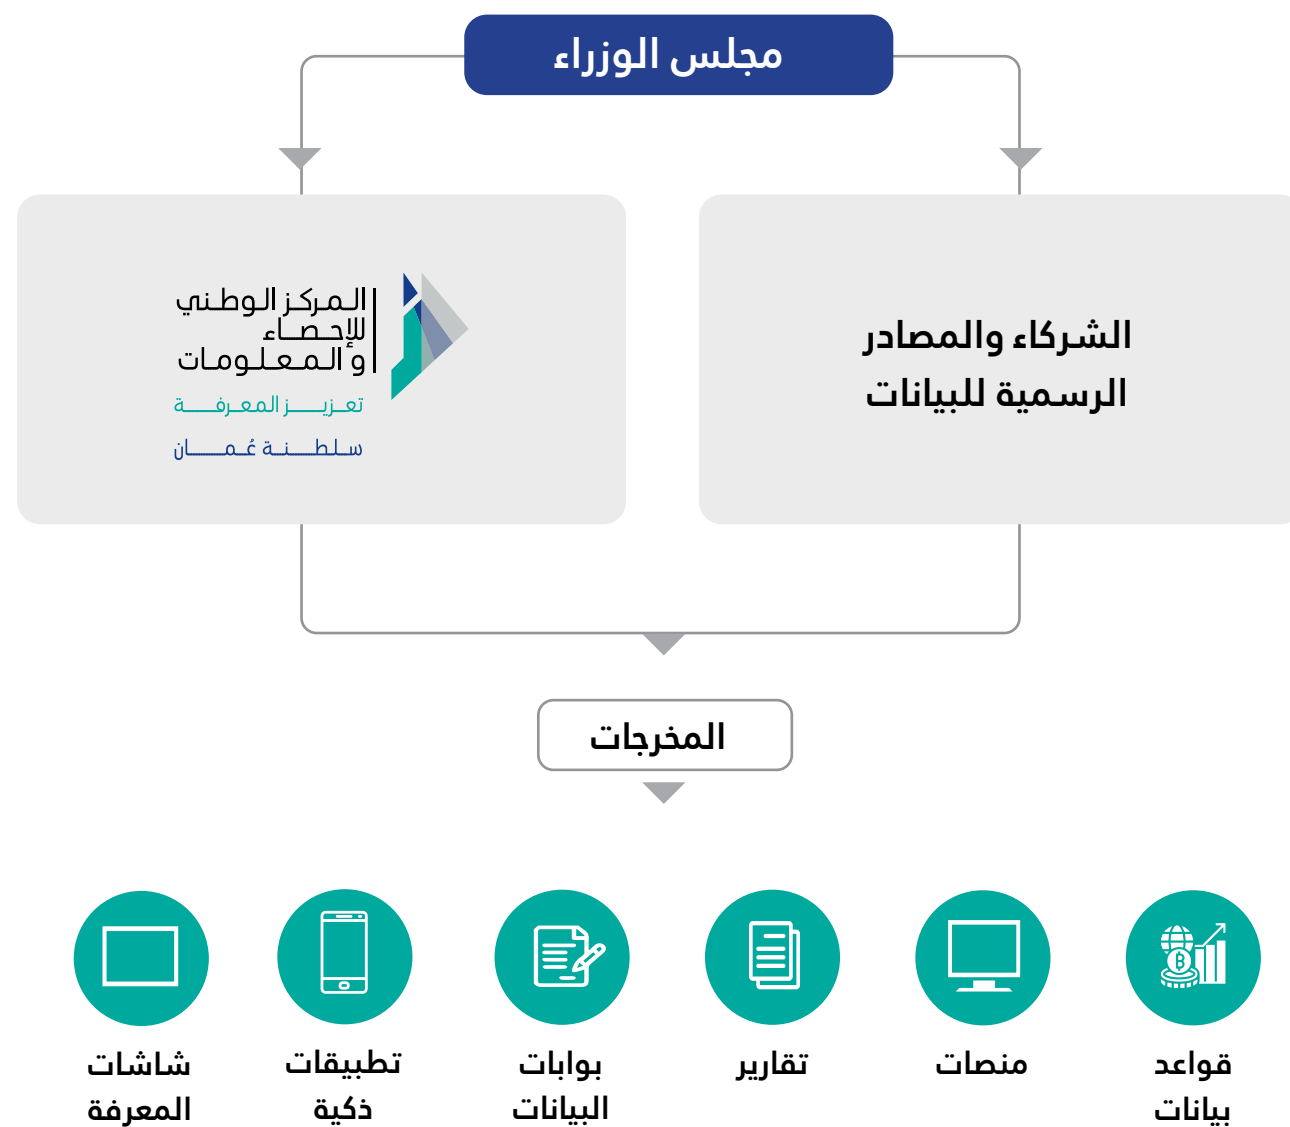 مجلس الوزراء
الشركاء والمصادر
الرسمية للبيانات
المركز الوطني
للإحصاء
والمعلومات
تعزيز المعرفة
سلطنة عُمان
المخرجات
قواعد
بيانات
منصات
تقارير
بوابات
البيانات
تطبيقات
ذكية
شاشات
المعرفة